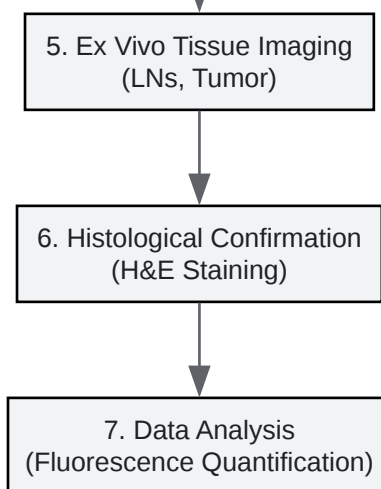 5. Ex Vivo Tissue Imaging
(LNs, Tumor)
6. Histological Confirmation
(H&E Staining)
7. Data Analysis
(Fluorescence Quantification)